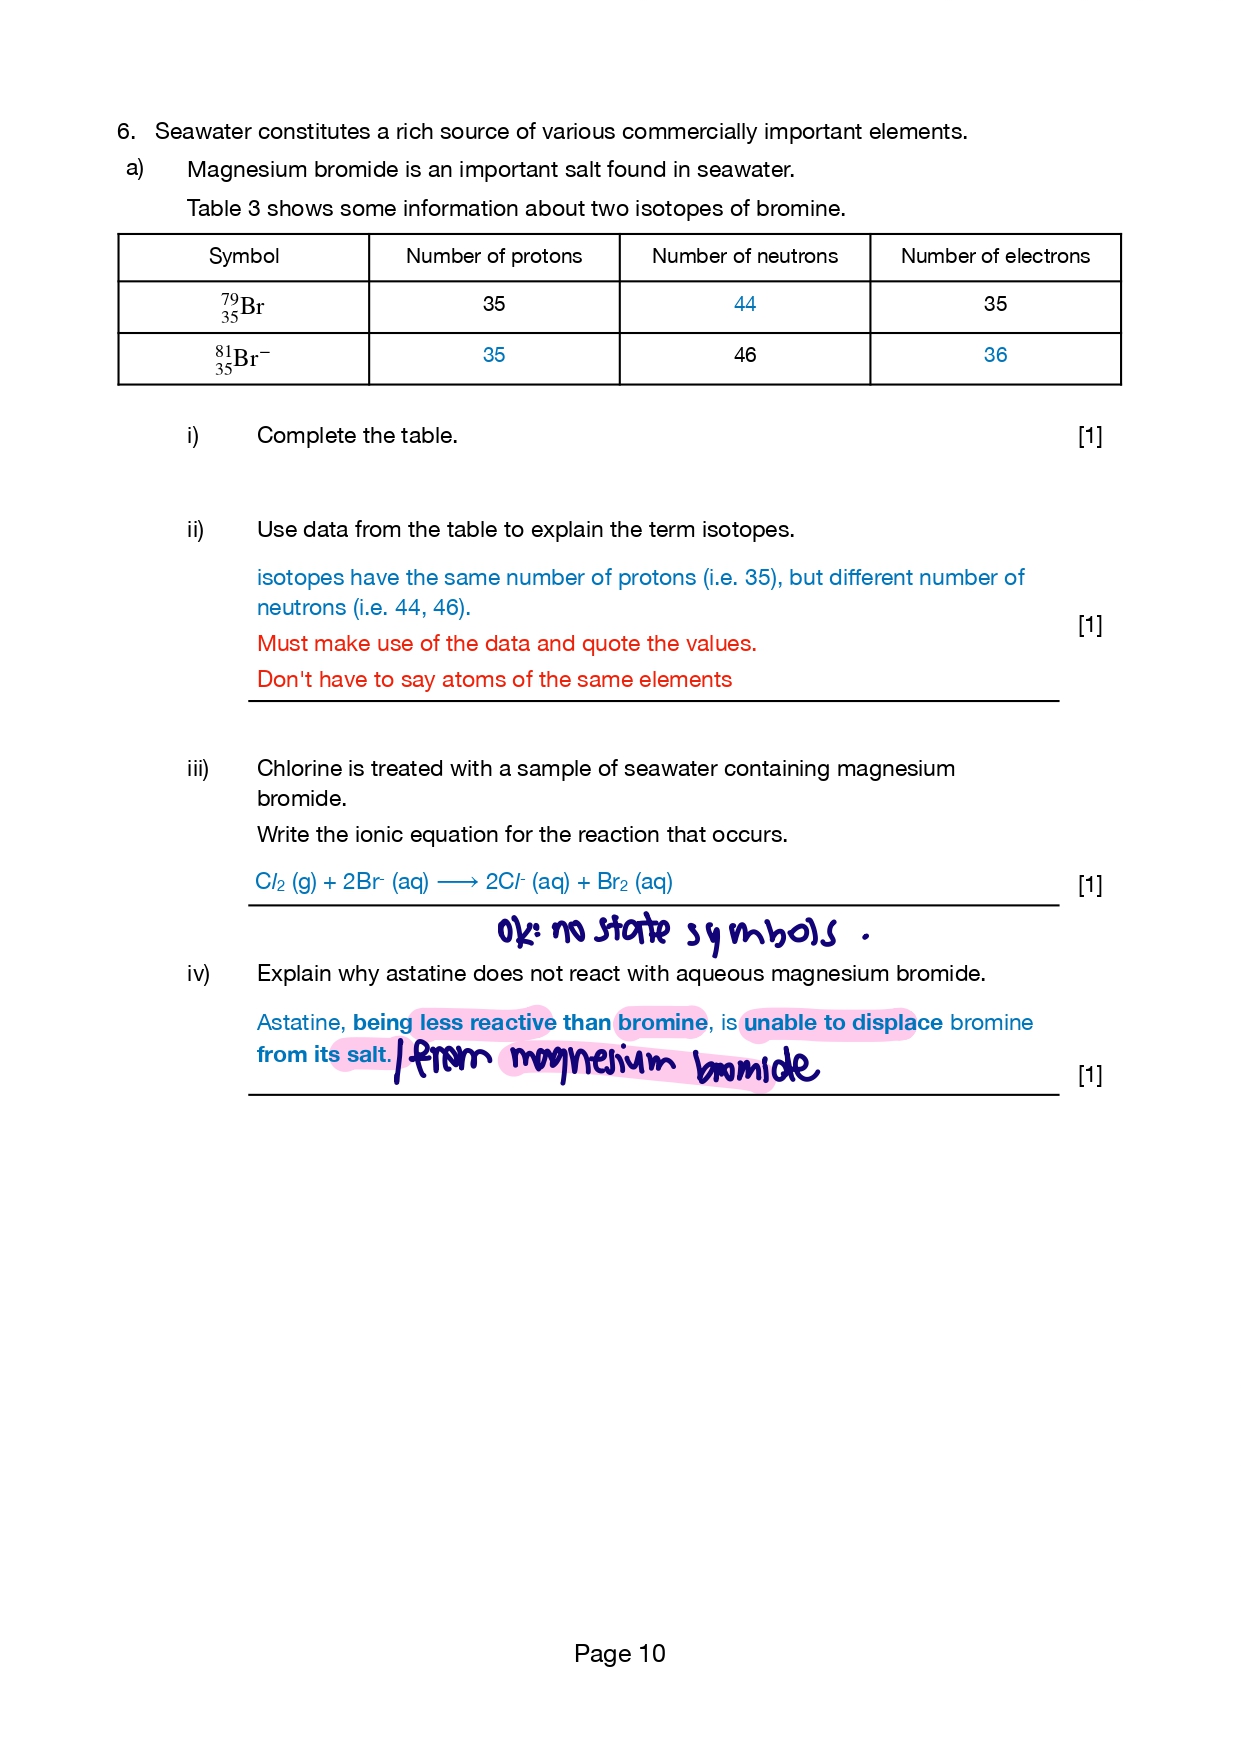 6. Seawater constitutes a rich source of various commercially important elements.
a) Magnesium bromide is an important salt found in seawater.
Table 3 shows some information about two isotopes of bromine.
Symbol Number of protons Number of neutrons Number of electrons
⁷⁹₃₅Br 35 44 35
⁸¹₃₅Br⁻ 35 46 36
i) Complete the table. [1]
ii) Use data from the table to explain the term isotopes.
isotopes have the same number of protons (i.e. 35), but different number of
neutrons (i.e. 44, 46).
[1]
Must make use of the data and quote the values.
Don't have to say atoms of the same elements
iii) Chlorine is treated with a sample of seawater containing magnesium
bromide.
Write the ionic equation for the reaction that occurs.
Cl₂ (g) + 2Br⁻ (aq) ⟶ 2Cl⁻ (aq) + Br₂ (aq) [1]
ok: no state symbols .
iv) Explain why astatine does not react with aqueous magnesium bromide.
Astatine, being less reactive than bromine, is unable to displace bromine
from its salt. / from magnesium bromide
[1]
Page 10